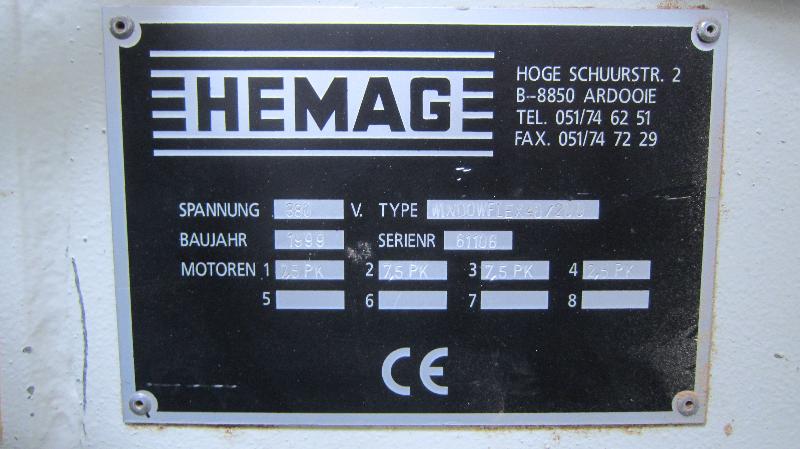 HEMAG
HOGE SCHUURSTR. 2
B-8850 ARDOOIE
TEL. 051/74 62 51
FAX. 051/74 72 29
SPANNUNG 380 V. TYPE WINDOWFLEX
BAUJAHR 1999 SERIENR 61106
MOTOREN 1 7,5 PK 2 7,5 PK 3 7,5 PK 4 2,5 PK
5 6 7 8
CE